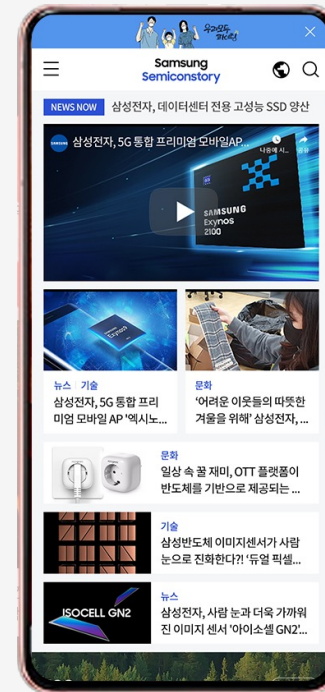 우리모두
파이팅!
Samsung
Semiconstory
NEWS NOW 삼성전자, 데이터센터 전용 고성능 SSD 양산
삼성전자, 5G 통합 프리미엄 모바일AP...
나중에 시...
공유
SAMSUNG
Exynos
2100
뉴스 | 기술
삼성전자, 5G 통합 프리
미엄 모바일 AP '엑시노...
문화
‘어려운 이웃들의 따뜻한
겨울을 위해’ 삼성전자, ...
문화
일상 속 꿀 재미, OTT 플랫폼이
반도체를 기반으로 제공되는 ...
기술
삼성반도체 이미지센서가 사람
눈으로 진화한다?! ‘듀얼 픽셀...
ISOCELL GN2
뉴스
삼성전자, 사람 눈과 더욱 가까워
진 이미지 센서 '아이소셀 GN2'...